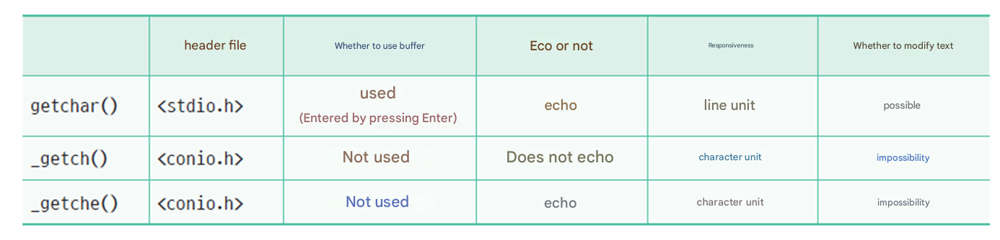 header file
Whether to use buffer
Eco or not
Responsiveness
Whether to modify text
getchar()
<stdio.h>
used
(Entered by pressing Enter)
echo
line unit
possible
_getch()
<conio.h>
Not used
Does not echo
character unit
impossibility
_getche()
<conio.h>
Not used
echo
character unit
impossibility